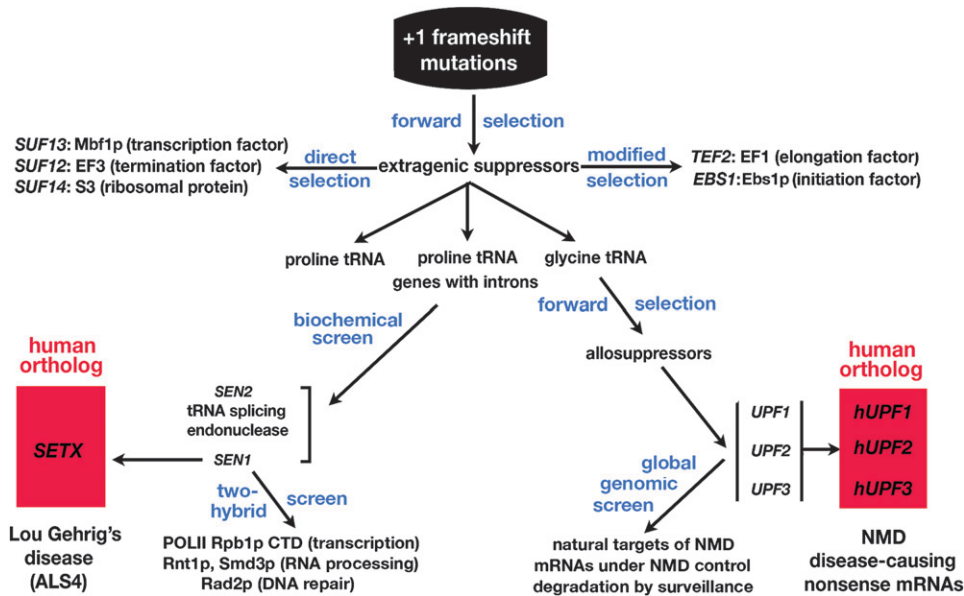 +1 frameshift
mutations
forward selection
SUF13: Mbf1p (transcription factor)
SUF12: EF3 (termination factor)
SUF14: S3 (ribosomal protein)
direct
selection
extragenic suppressors
modified
selection
TEF2: EF1 (elongation factor)
EBS1:Ebs1p (initiation factor)
proline tRNA
proline tRNA
genes with introns
glycine tRNA
biochemical
screen
forward selection
allosuppressors
human
ortholog
SETX
Lou Gehrig's
disease
(ALS4)
SEN2
tRNA splicing
endonuclease
SEN1
two-
hybrid
screen
POLII Rpb1p CTD (transcription)
Rnt1p, Smd3p (RNA processing)
Rad2p (DNA repair)
global
genomic
screen
natural targets of NMD
mRNAs under NMD control
degradation by surveillance
UPF1
UPF2
UPF3
human
ortholog
hUPF1
hUPF2
hUPF3
NMD
disease-causing
nonsense mRNAs